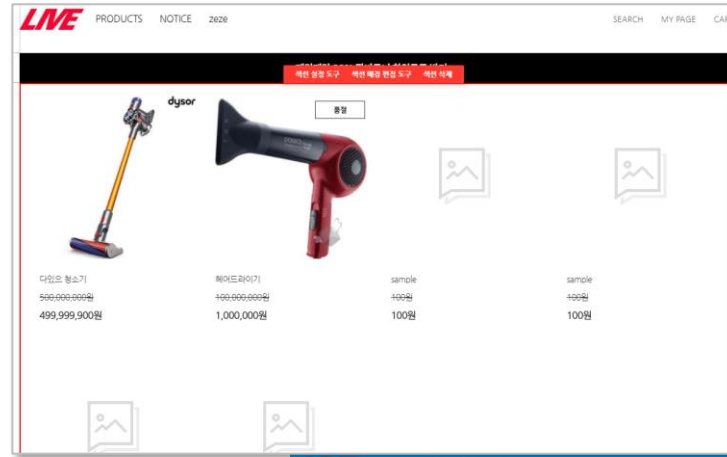 LIVE PRODUCTS NOTICE zeze SEARCH MY PAGE CAR
섹션 설정 도구 섹션 배경 편집 도구 섹션 삭제
dysor
품절
다민으 청소기 헤어드라이기 sample sample
500,000,000원 100,000,000원 100원 100원
499,999,900원 1,000,000원 100원 100원